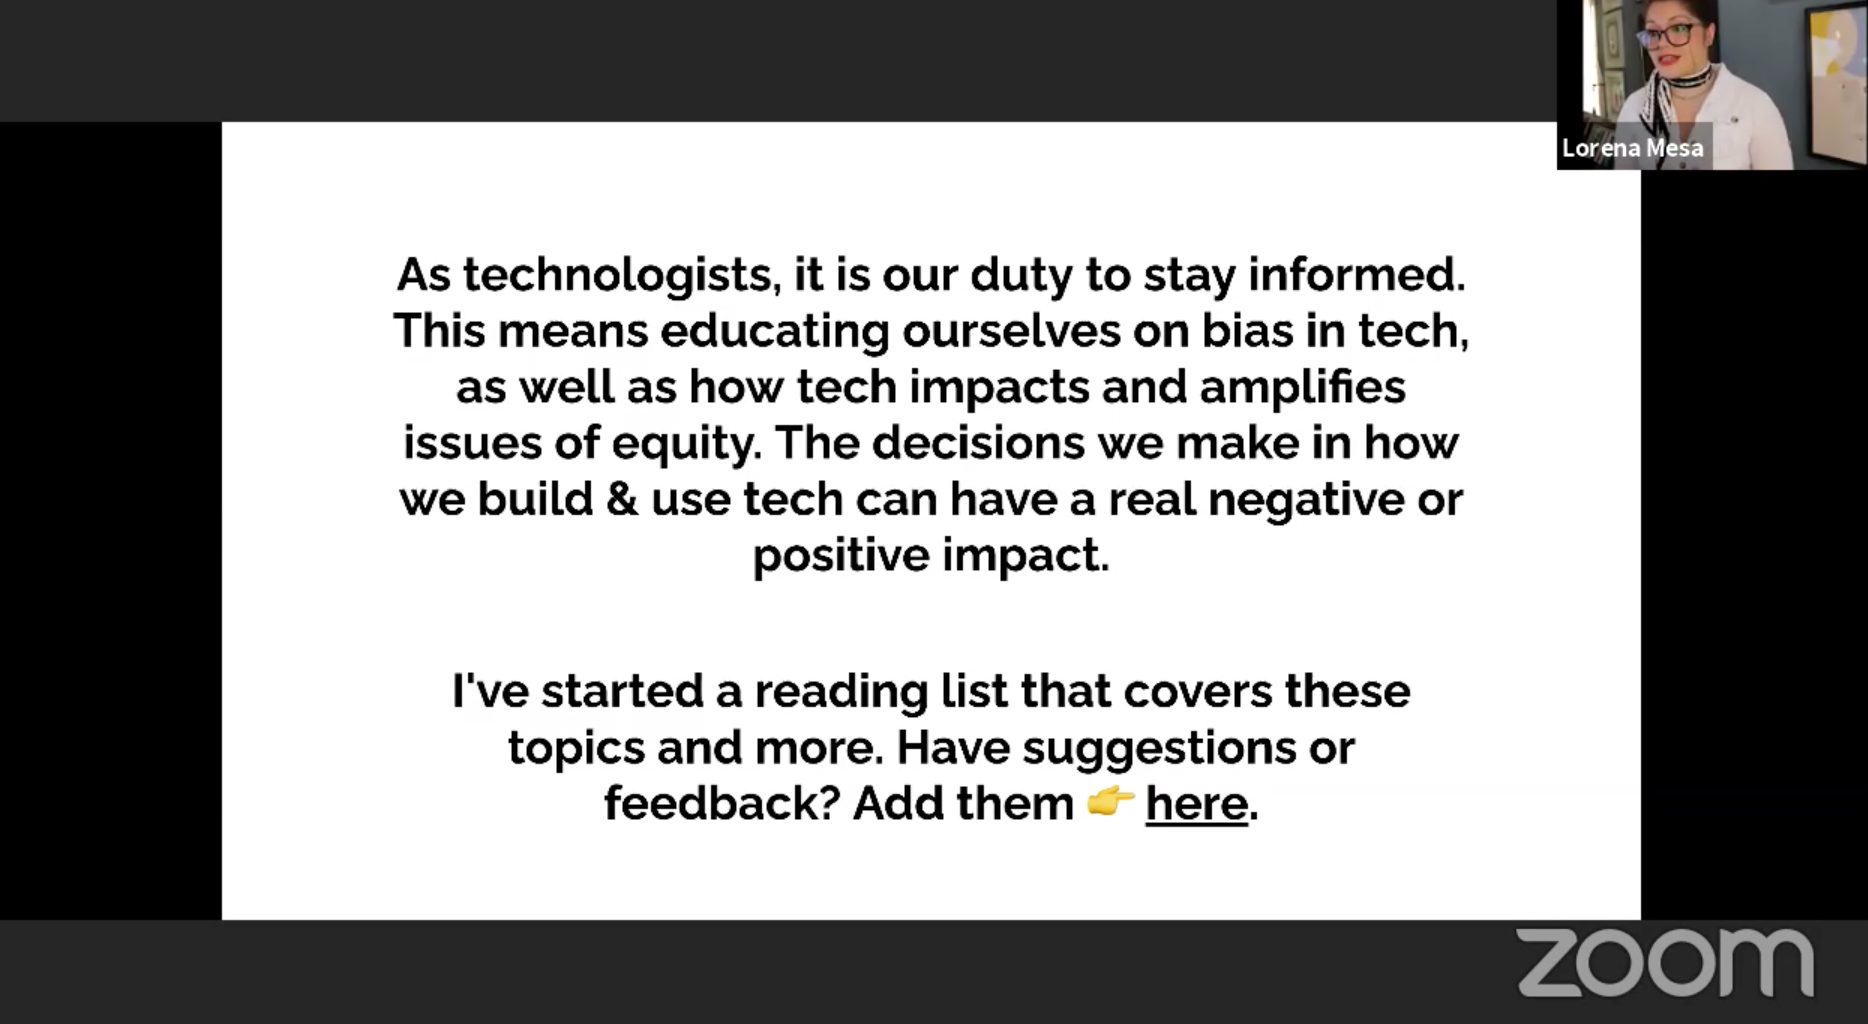 Lorena Mesa
As technologists, it is our duty to stay informed.
This means educating ourselves on bias in tech,
as well as how tech impacts and amplifies
issues of equity. The decisions we make in how
we build & use tech can have a real negative or
positive impact.
I've started a reading list that covers these
topics and more. Have suggestions or
feedback? Add them 👉 here.
zoom